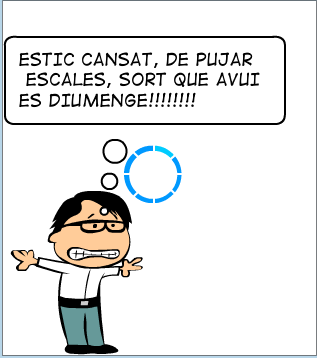 ESTIC CANSAT, DE PUJAR
ESCALES, SORT QUE AVUI
ES DIUMENGE!!!!!!!!